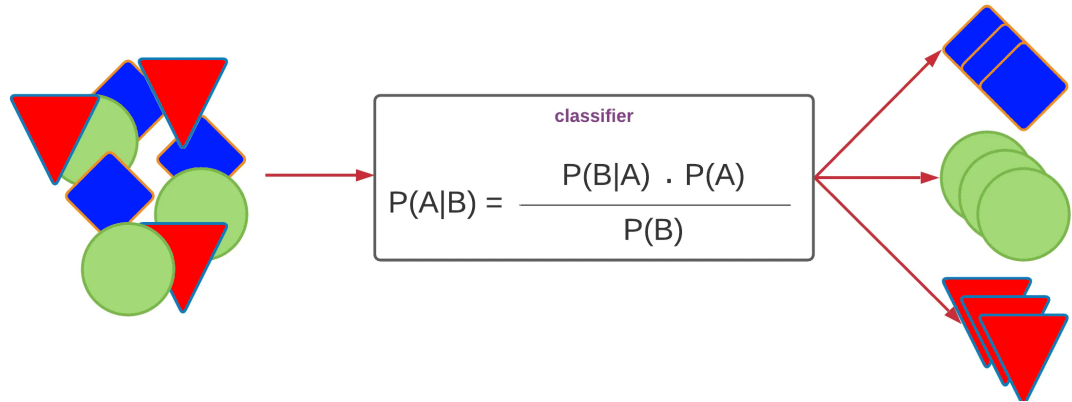 classifier
P(B|A) . P(A)
P(A|B) =
P(B)